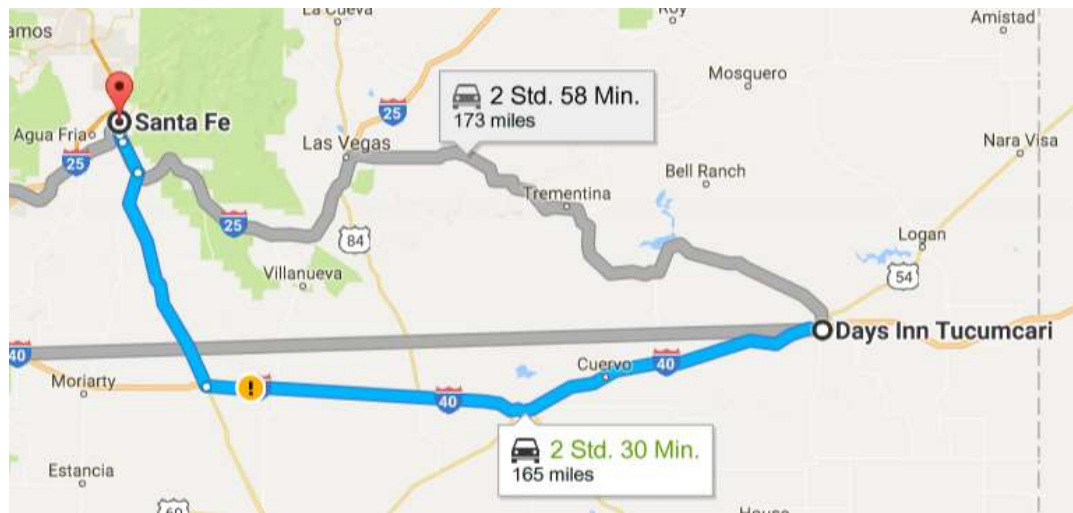 La Cueva
Roy
Amistad
amos
Mosquero
2 Std. 58 Min.
173 miles
25
Santa Fe
Agua Fria
Las Vegas
Nara Visa
25
Bell Ranch
Trementina
25
84
Logan
Villanueva
54
Days Inn Tucumcari
40
Cuervo
40
Moriarty
!
40
2 Std. 30 Min.
165 miles
Estancia
60
House